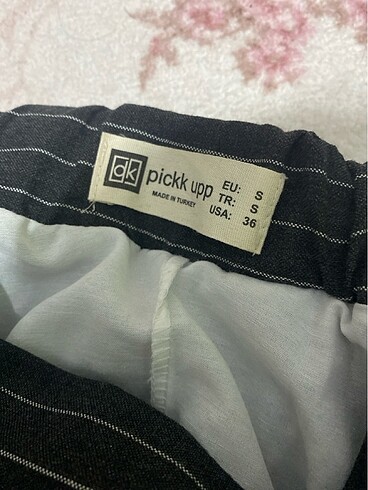 dk pickk upp
MADE IN TURKEY
EU: S
TR: S
USA: 36